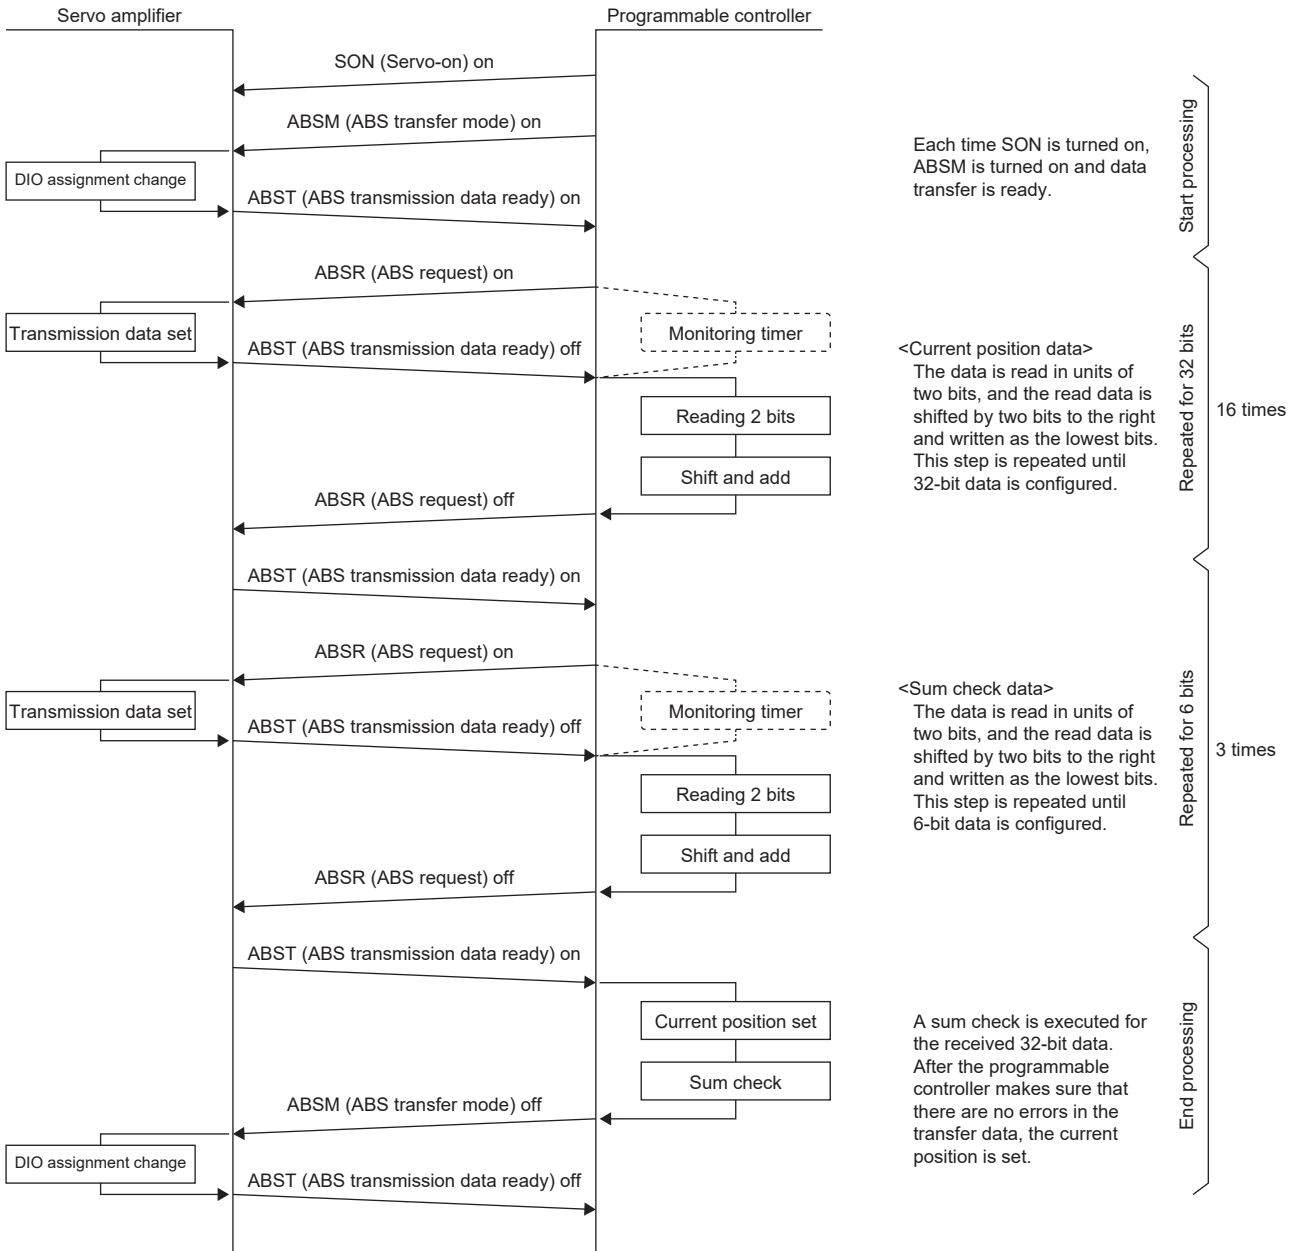 Servo amplifier
Programmable controller
SON (Servo-on) on
ABSM (ABS transfer mode) on
DIO assignment change
ABST (ABS transmission data ready) on
Each time SON is turned on,
ABSM is turned on and data
transfer is ready.
Start processing
ABSR (ABS request) on
Transmission data set
Monitoring timer
ABST (ABS transmission data ready) off
Reading 2 bits
Shift and add
ABSR (ABS request) off
<Current position data>
The data is read in units of
two bits, and the read data is
shifted by two bits to the right
and written as the lowest bits.
This step is repeated until
32-bit data is configured.
Repeated for 32 bits
16 times
ABST (ABS transmission data ready) on
ABSR (ABS request) on
Transmission data set
Monitoring timer
ABST (ABS transmission data ready) off
Reading 2 bits
Shift and add
ABSR (ABS request) off
<Sum check data>
The data is read in units of
two bits, and the read data is
shifted by two bits to the right
and written as the lowest bits.
This step is repeated until
6-bit data is configured.
Repeated for 6 bits
3 times
ABST (ABS transmission data ready) on
Current position set
Sum check
ABSM (ABS transfer mode) off
DIO assignment change
ABST (ABS transmission data ready) off
A sum check is executed for
the received 32-bit data.
After the programmable
controller makes sure that
there are no errors in the
transfer data, the current
position is set.
End processing